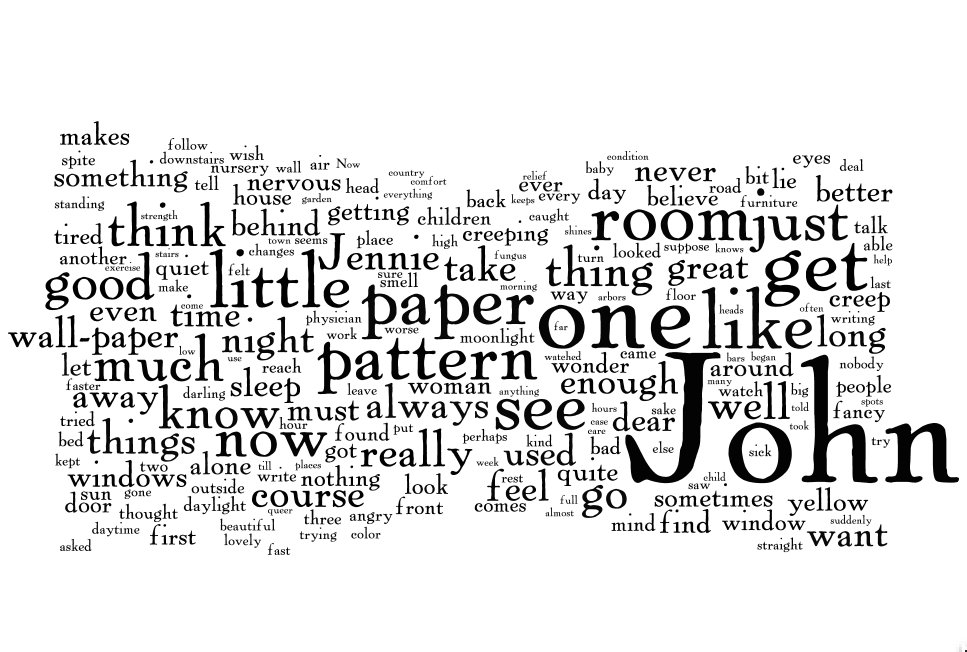 makes
follow
spite
downstairs
wish
nursery
wall
air
Now
something
tell
nervous
head
country
comfort
everything
house
garden
standing
strength
think
behind
getting
children
tired
town
seems
place
high
creeping
another
stairs
changes
Jennie
exercise
quiet
felt
good
make
little
sure
smell
take
fungus
morning
even
come
time
physician
paper
wall-paper
low
night
work
worse
moonlight
let
much
use
reach
pattern
faster
away
darling
sleep
leave
woman
anything
tried
know
hour
must
always
see
bed
things
now
got
found
put
really
perhaps
kind
used
kept
windows
two
alone
till
places
week
rest
sun
gone
outside
write
nothing
look
feel
door
thought
daylight
queer
course
front
comes
full
almost
daytime
first
beautiful
three
angry
lovely
trying
color
asked
fast
condition
baby
eyes
deal
relief
ever
never
bit
lie
back
keeps
every
day
believe
road
furniture
better
caught
shines
room
just
talk
turn
looked
suppose
knows
able
help
thing
great
get
last
way
arbors
floor
creep
one
far
like
heads
often
writing
long
watched
wonder
came
bars
began
around
nobody
enough
many
watch
big
people
hours
dear
sake
well
told
spots
fancy
case
care
took
John
bad
else
sick
try
quite
child
saw
go
sometimes
yellow
mind
find
window
suddenly
straight
want